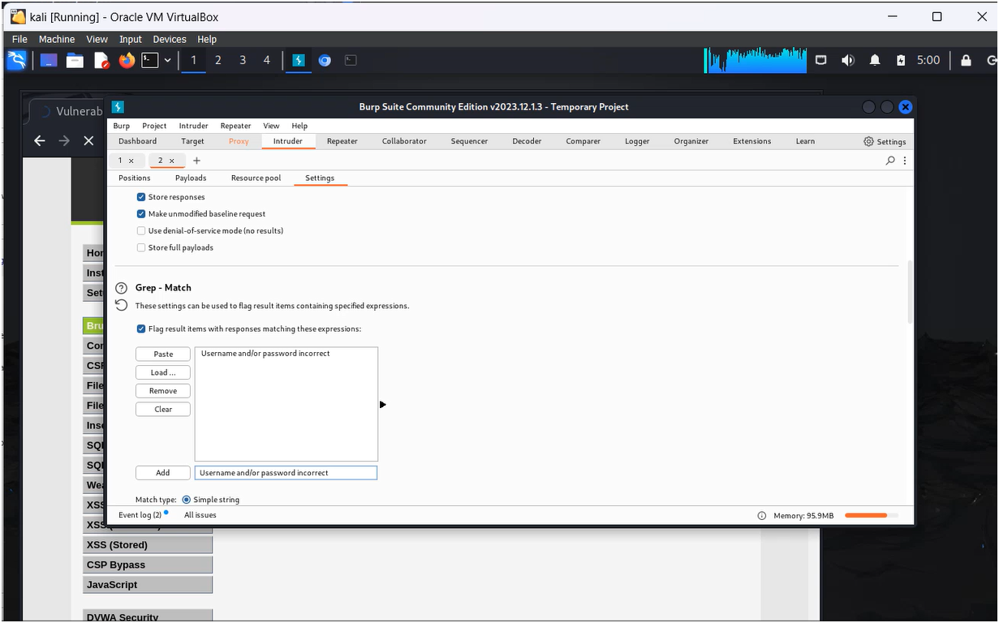 kali [Running] - Oracle VM VirtualBox
File Machine View Input Devices Help
1 2 3 4 5:00
Vulnerab
Burp Suite Community Edition v2023.12.1.3 - Temporary Project
Burp Project Intruder Repeater View Help
Dashboard Target Proxy Intruder Repeater Collaborator Sequencer Decoder Comparer Logger Organizer Extensions Learn Settings
1 × 2 × +
Positions Payloads Resource pool Settings
Store responses
Make unmodified baseline request
Use denial-of-service mode (no results)
Store full payloads
Grep - Match
These settings can be used to flag result items containing specified expressions.
Flag result items with responses matching these expressions:
Paste
Load ...
Remove
Clear
Username and/or password incorrect
Add
Username and/or password incorrect
Match type: Simple string
Event log (2) All issues
Memory: 95.9MB
Hor
Inst
Set
Bru
Cor
CSF
File
File
Inse
SQI
SQI
Wea
XSS
XSS (
XSS (Stored)
CSP Bypass
JavaScript
DVWA Security